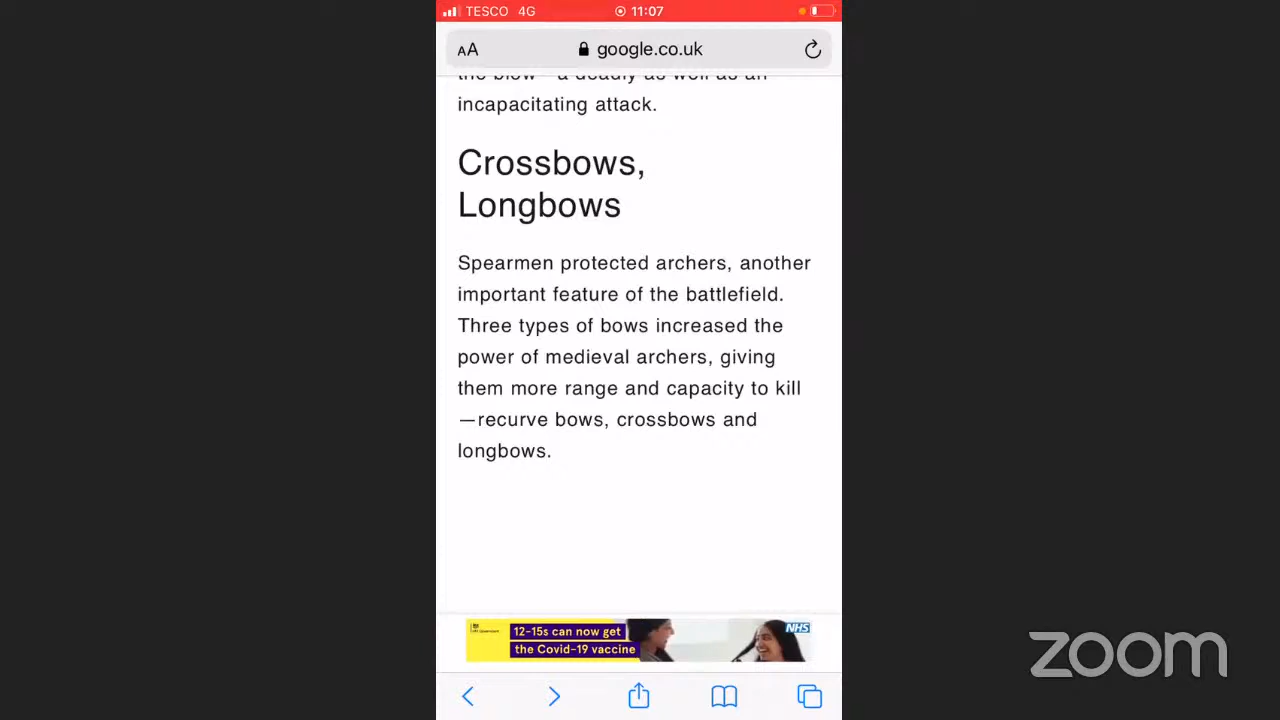 TESCO 4G 11:07
AA google.co.uk
incapacitating attack.
Crossbows,
Longbows
Spearmen protected archers, another
important feature of the battlefield.
Three types of bows increased the
power of medieval archers, giving
them more range and capacity to kill
—recurve bows, crossbows and
longbows.
12-15s can now get
the Covid-19 vaccine
NHS
zoom